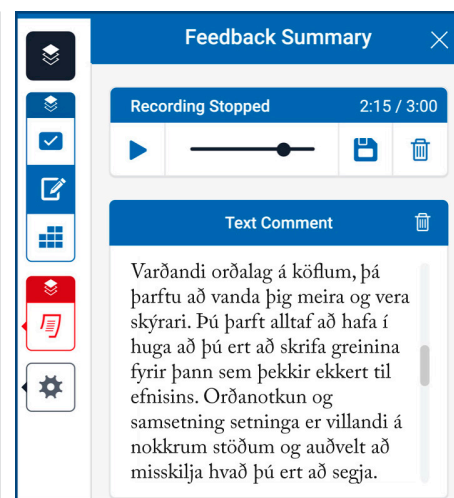 Feedback Summary
Recording Stopped 2:15 / 3:00
Text Comment
Varðandi orðalag á köflum, þá
þarftu að vanda þig meira og vera
skýrari. Þú þarft alltaf að hafa í
huga að þú ert að skrifa greinina
fyrir þann sem þekkir ekkert til
efnisins. Orðanotkun og
samsetning setninga er villandi á
nokkrum stöðum og auðvelt að
misskilja hvað þú ert að segja.